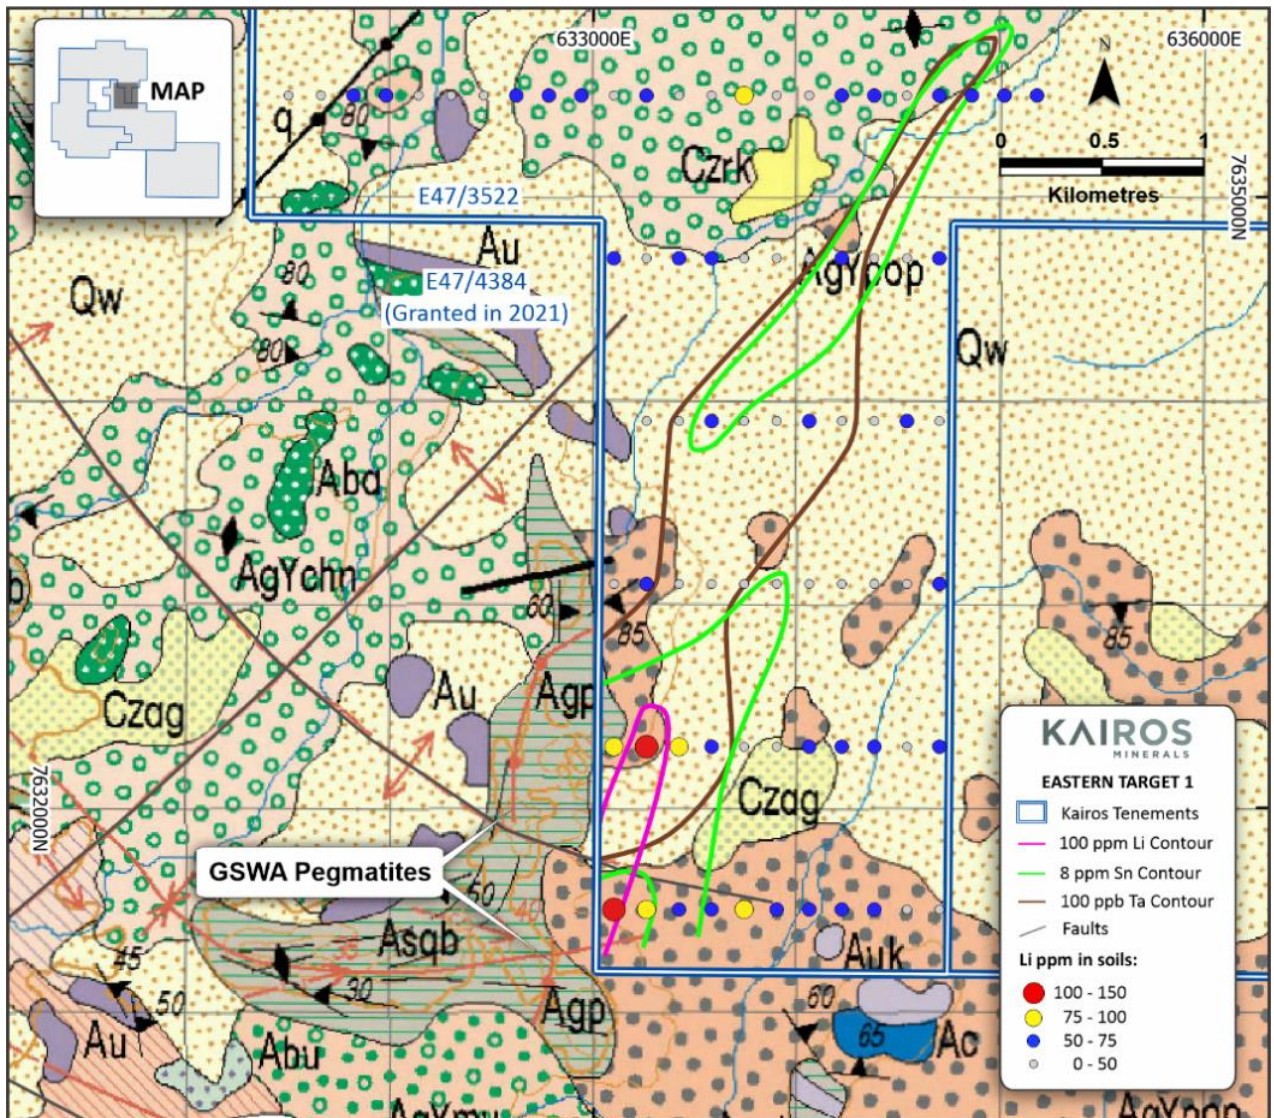 MAP
633000E
636000E
N
0 0.5 1
Kilometres
7635000N
q
80
Czrk
E47/3522
Au
AgYpop
E47/4384
(Granted in 2021)
Qw
80
80
Qw
Aba
AgYchn
b
60
85
85
Czag
Au
Agp
Czag
7632000N
GSWA Pegmatites
50
40
Asqb
45
30
50
Auk
60
Agp
Au
Abu
65
Ac
KAIROS
MINERALS
EASTERN TARGET 1
Kairos Tenements
100 ppm Li Contour
8 ppm Sn Contour
100 ppb Ta Contour
Faults
Li ppm in soils:
100 - 150
75 - 100
50 - 75
0 - 50